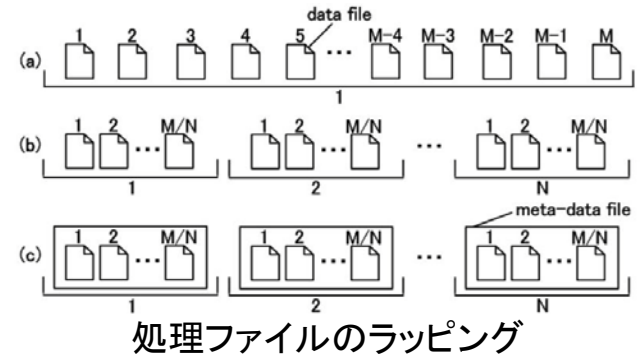 data file
1 2 3 4 5 ... M-4 M-3 M-2 M-1 M
(a)
1
1 2 ... M/N 1 2 ... M/N ... 1 2 ... M/N
(b)
1 2 N
meta-data file
1 2 ... M/N 1 2 ... M/N ... 1 2 ... M/N
(c)
1 2 N
処理ファイルのラッピング